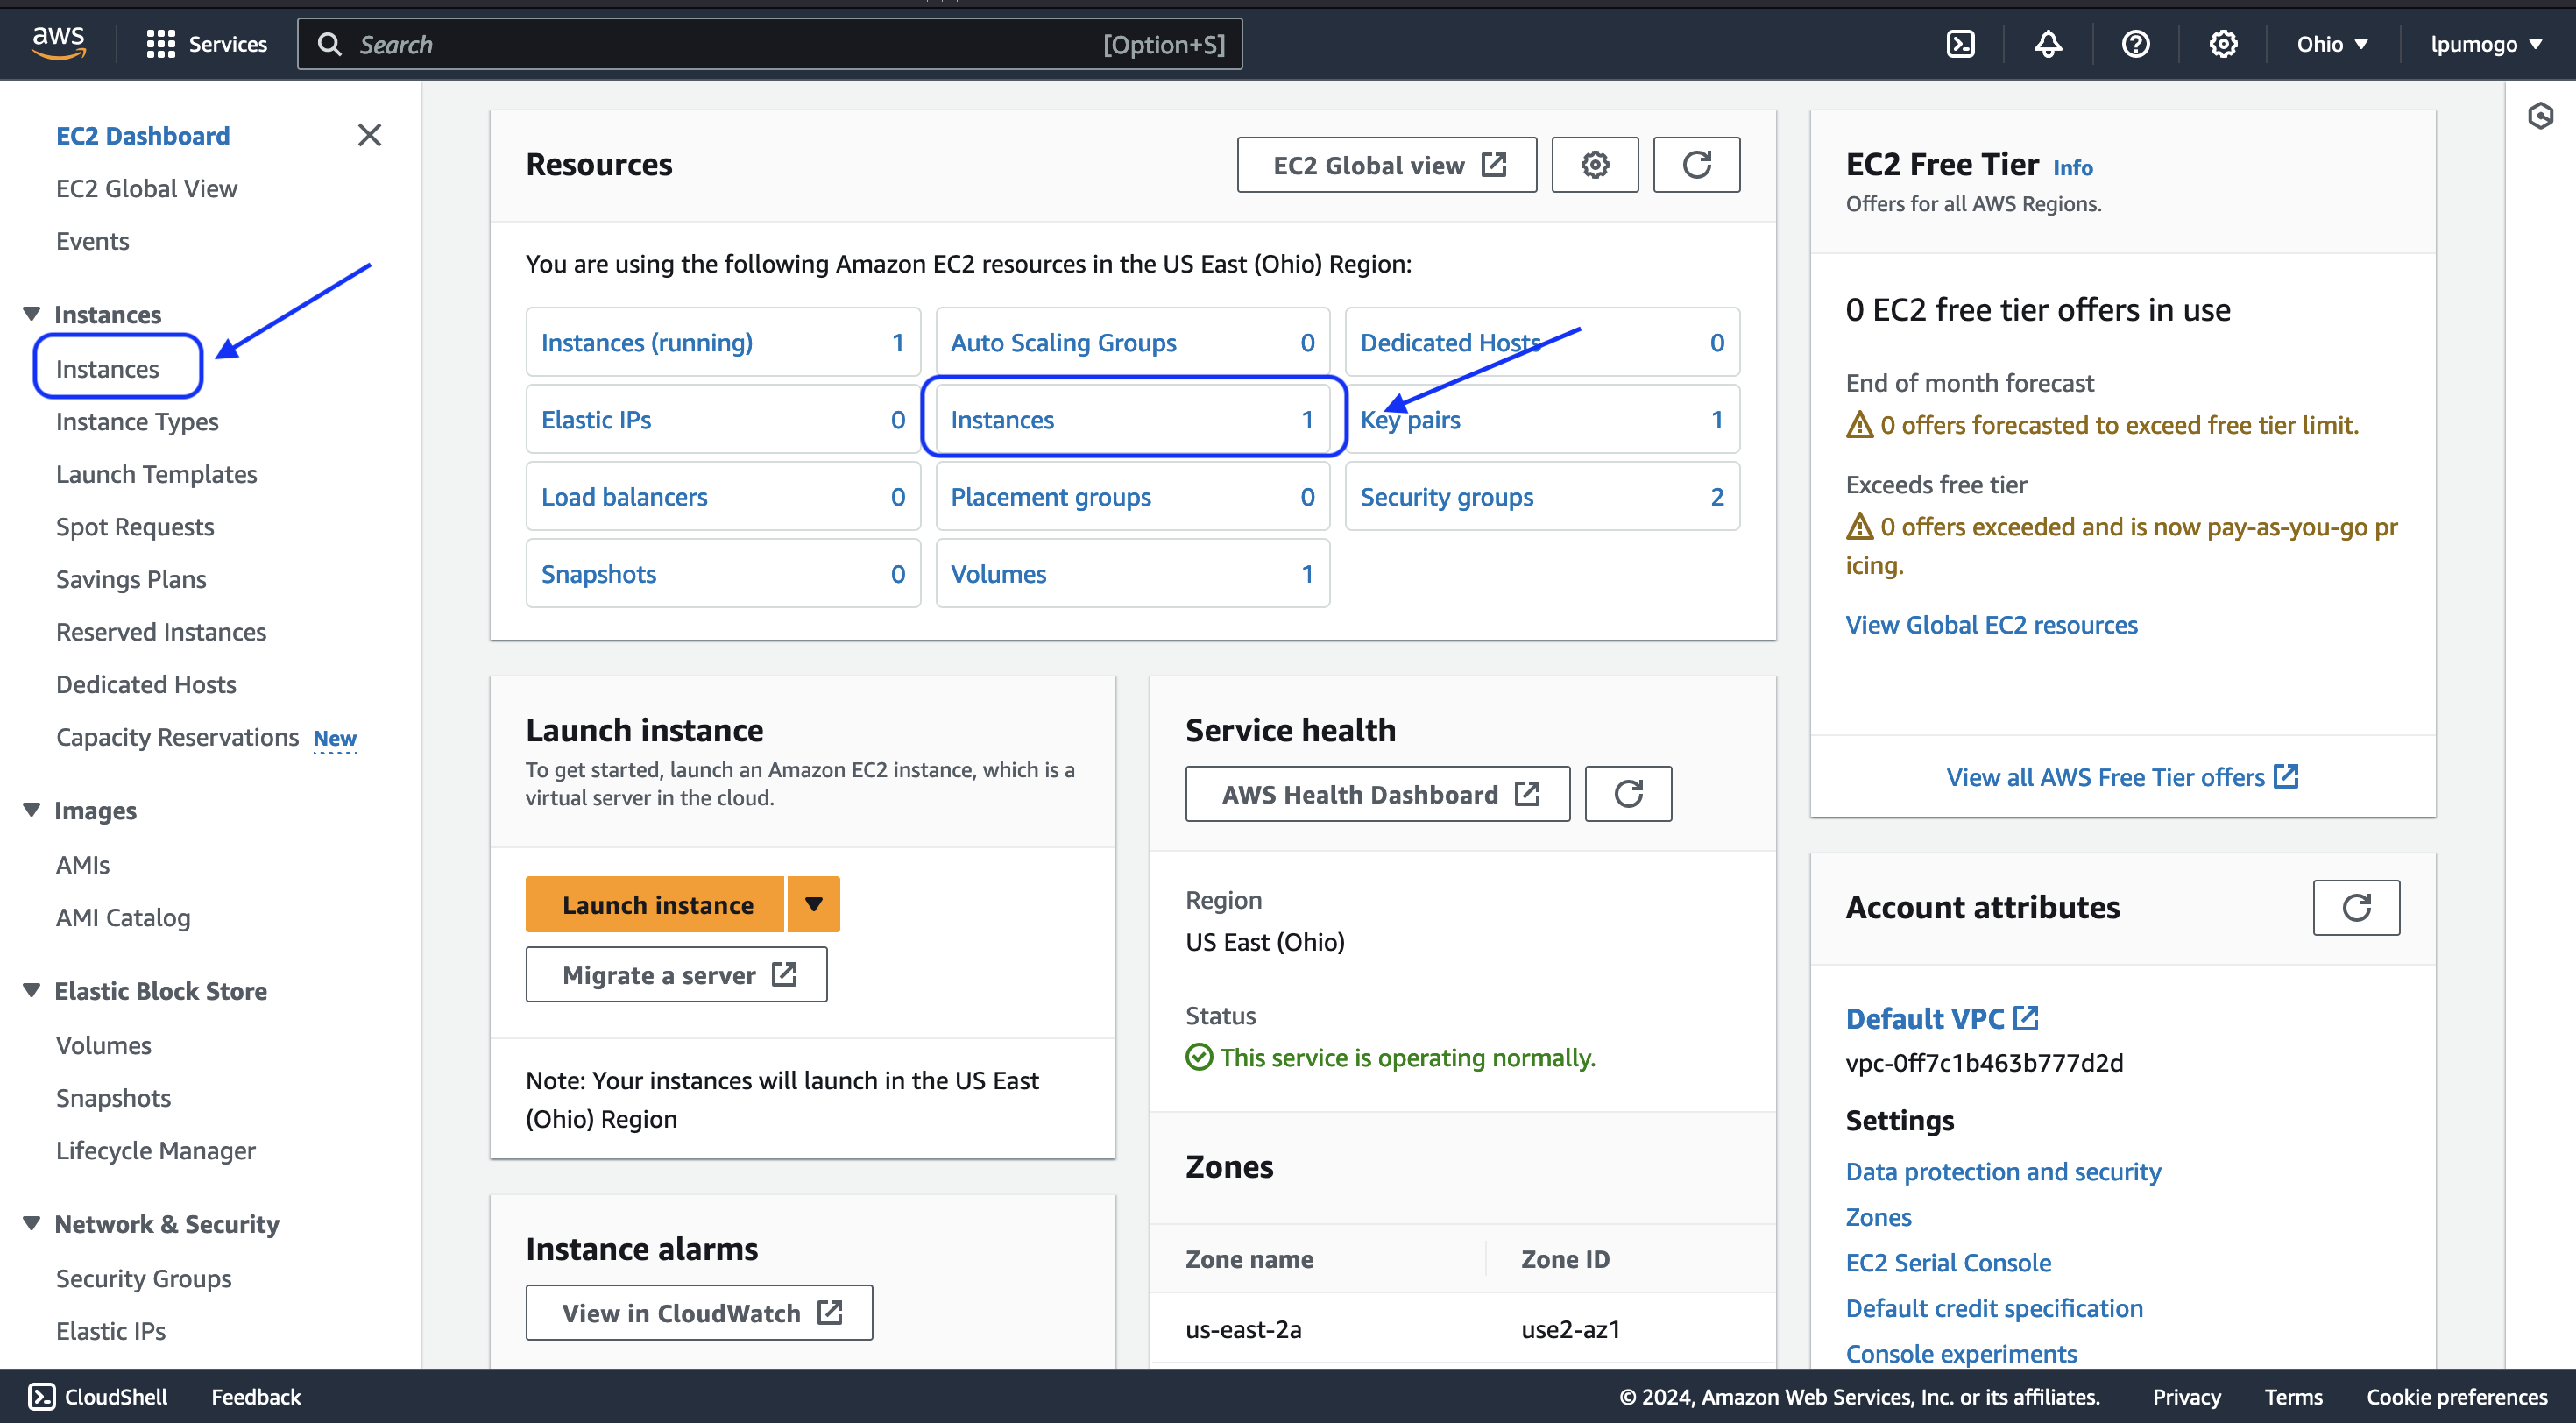 aws
Services
Search
[Option+S]
Ohio
lpumogo
EC2 Dashboard
EC2 Global View
Events
Instances
Instances
Instance Types
Launch Templates
Spot Requests
Savings Plans
Reserved Instances
Dedicated Hosts
Capacity Reservations New
Images
AMIs
AMI Catalog
Elastic Block Store
Volumes
Snapshots
Lifecycle Manager
Network & Security
Security Groups
Elastic IPs
Resources
EC2 Global view
You are using the following Amazon EC2 resources in the US East (Ohio) Region:
Instances (running) 1
Auto Scaling Groups 0
Dedicated Hosts 0
Elastic IPs 0
Instances 1
Key pairs 1
Load balancers 0
Placement groups 0
Security groups 2
Snapshots 0
Volumes 1
Launch instance
To get started, launch an Amazon EC2 instance, which is a
virtual server in the cloud.
Launch instance
Migrate a server
Note: Your instances will launch in the US East
(Ohio) Region
Instance alarms
View in CloudWatch
Service health
AWS Health Dashboard
Region
US East (Ohio)
Status
This service is operating normally.
Zones
Zone name Zone ID
us-east-2a use2-az1
EC2 Free Tier Info
Offers for all AWS Regions.
0 EC2 free tier offers in use
End of month forecast
0 offers forecasted to exceed free tier limit.
Exceeds free tier
0 offers exceeded and is now pay-as-you-go pr
icing.
View Global EC2 resources
View all AWS Free Tier offers
Account attributes
Default VPC
vpc-0ff7c1b463b777d2d
Settings
Data protection and security
Zones
EC2 Serial Console
Default credit specification
Console experiments
CloudShell
Feedback
© 2024, Amazon Web Services, Inc. or its affiliates.
Privacy
Terms
Cookie preferences